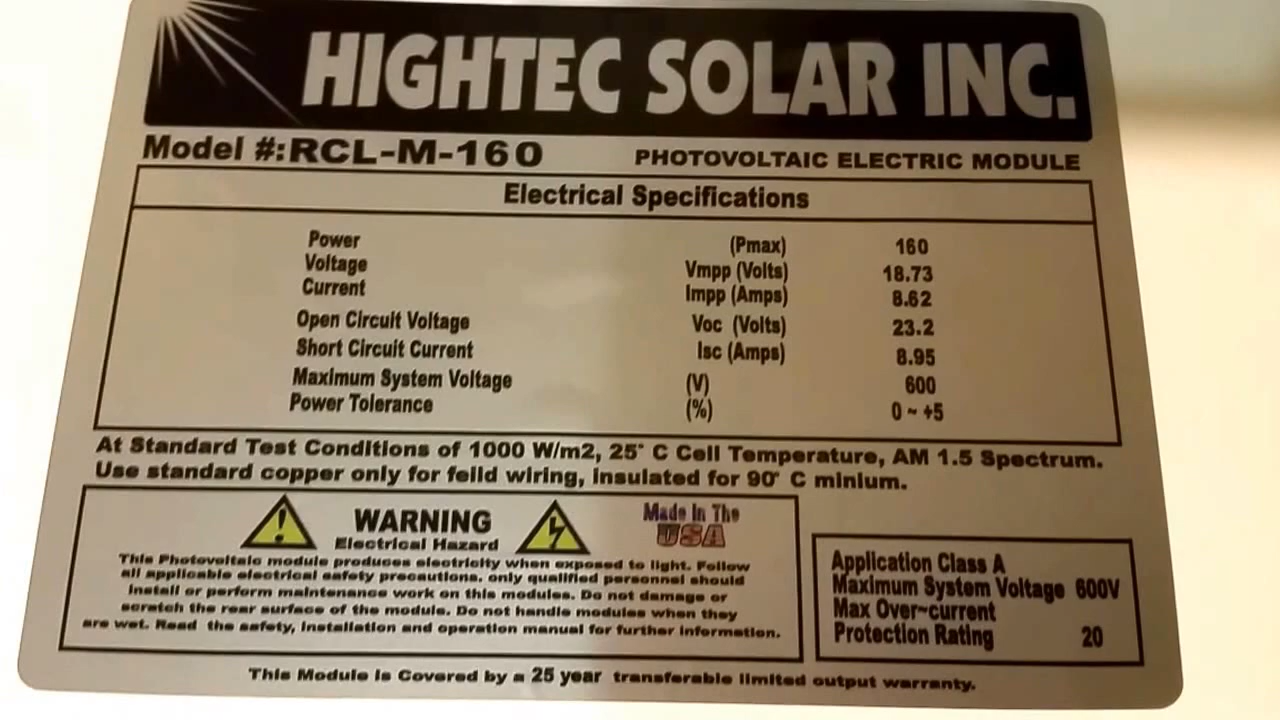 HIGHTEC SOLAR INC.
Model #:RCL-M-160 PHOTOVOLTAIC ELECTRIC MODULE
Electrical Specifications
Power (Pmax) 160
Voltage Vmpp (Volts) 18.73
Current Impp (Amps) 8.62
Open Circuit Voltage Voc (Volts) 23.2
Short Circuit Current Isc (Amps) 8.95
Maximum System Voltage (V) 600
Power Tolerance (%) 0 ~ +5
At Standard Test Conditions of 1000 W/m2, 25° C Cell Temperature, AM 1.5 Spectrum.
Use standard copper only for feild wiring, insulated for 90° C minium.
WARNING
Electrical Hazard
Made In The
USA
This Photovoltaic module produces electricity when exposed to light. Follow
all applicable electrical safety precautions. only qualified personnel should
install or perform maintenance work on this modules. Do not damage or
scratch the rear surface of the module. Do not handle modules when they
are wet. Read the safety, installation and operation manual for further information.
Application Class A
Maximum System Voltage 600V
Max Over~current
Protection Rating 20
This Module is Covered by a 25 year transferable limited output warranty.